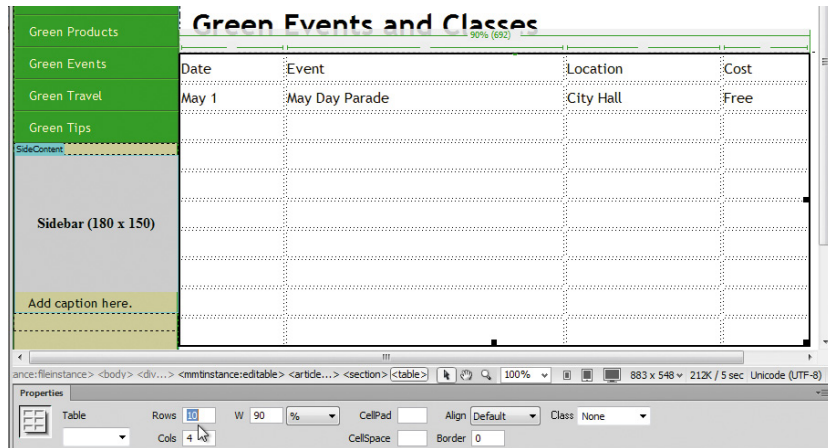 Green Events and Classes
90% (692)
Green Products
Green Events
Green Travel
Green Tips
Date Event Location Cost
May 1 May Day Parade City Hall Free
SideContent
Sidebar (180 x 150)
Add caption here.
ance:fileinstance> <body> <div...> <mmtinstance:editable> <article...> <section> <table> 100% 883 x 548 212K / 5 sec Unicode (UTF-8)
Properties
Table Rows 10 W 90 % CellPad Align Default Class None
Cols 4 CellSpace Border 0